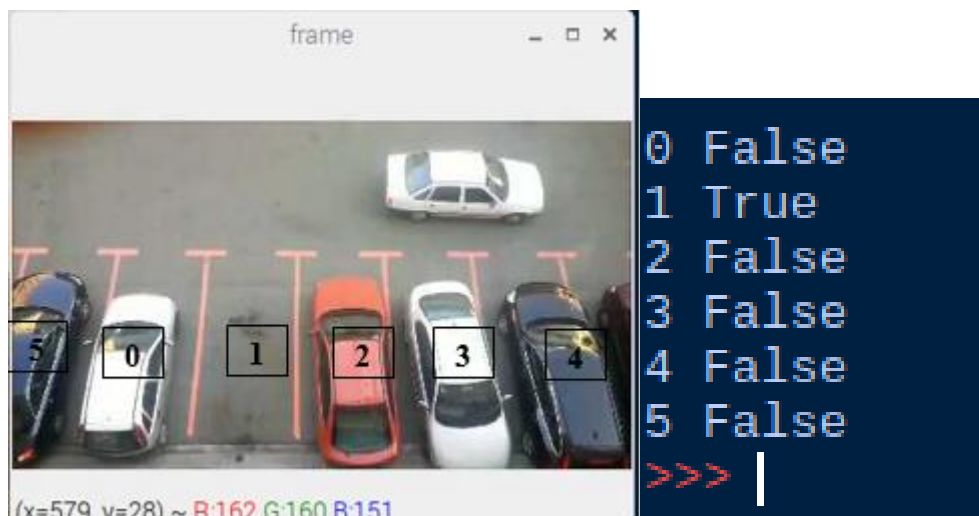 frame
5 0 1 2 3 4
(x=579, y=28) ~ R:162 G:160 B:151
0 False
1 True
2 False
3 False
4 False
5 False
>>>